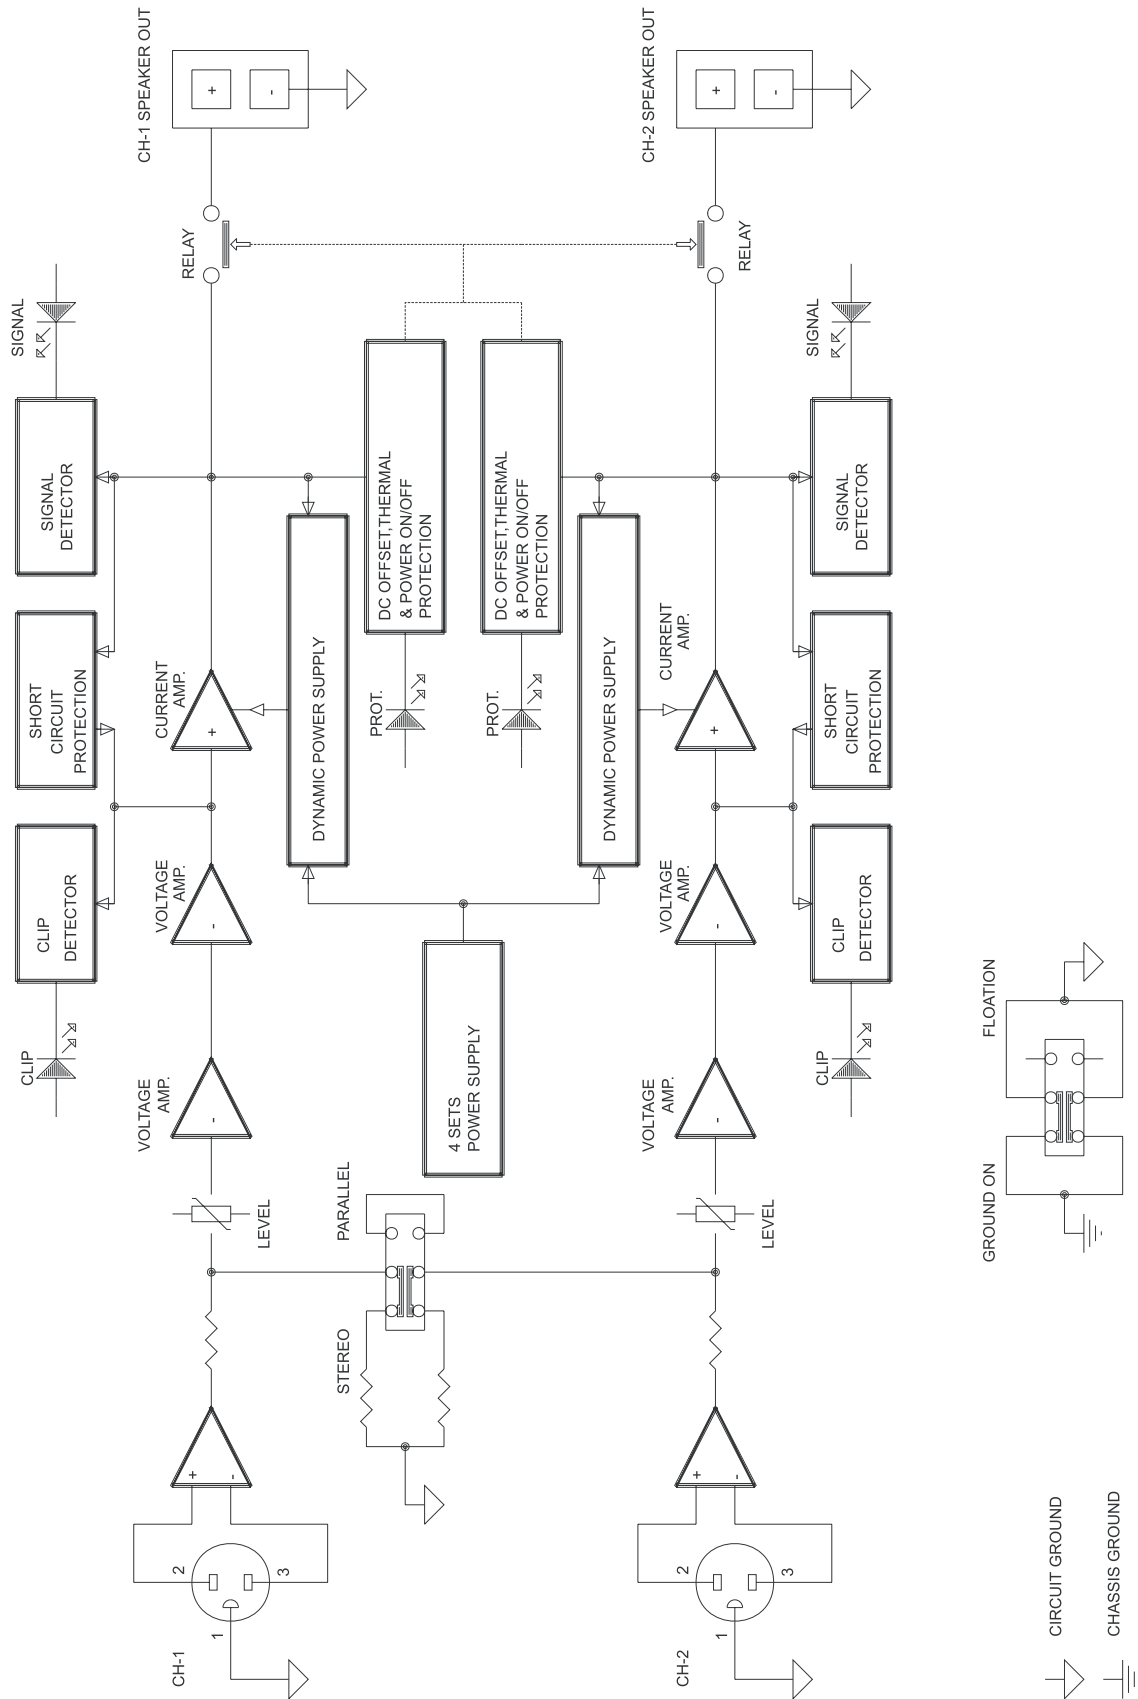 CLIP
CLIP
DETECTOR
SHORT
CIRCUIT
PROTECTION
SIGNAL
DETECTOR
SIGNAL
CH-1
1
2
3
+
-
LEVEL
VOLTAGE
AMP.
-
VOLTAGE
AMP.
-
CURRENT
AMP.
+
RELAY
CH-1 SPEAKER OUT
+
-
DYNAMIC POWER SUPPLY
STEREO
PARALLEL
PROT.
DC OFFSET,THERMAL
& POWER ON/OFF
PROTECTION
4 SETS
POWER SUPPLY
PROT.
DC OFFSET,THERMAL
& POWER ON/OFF
PROTECTION
DYNAMIC POWER SUPPLY
CH-2
1
2
3
+
-
LEVEL
VOLTAGE
AMP.
-
VOLTAGE
AMP.
-
CURRENT
AMP.
+
RELAY
CH-2 SPEAKER OUT
+
-
CLIP
CLIP
DETECTOR
SHORT
CIRCUIT
PROTECTION
SIGNAL
DETECTOR
SIGNAL
GROUND ON
FLOATION
CIRCUIT GROUND
CHASSIS GROUND